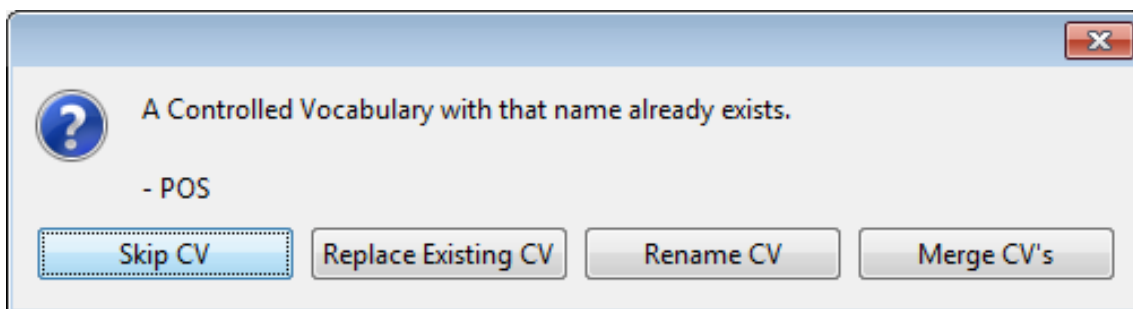 A Controlled Vocabulary with that name already exists.
- POS
Skip CV
Replace Existing CV
Rename CV
Merge CV's